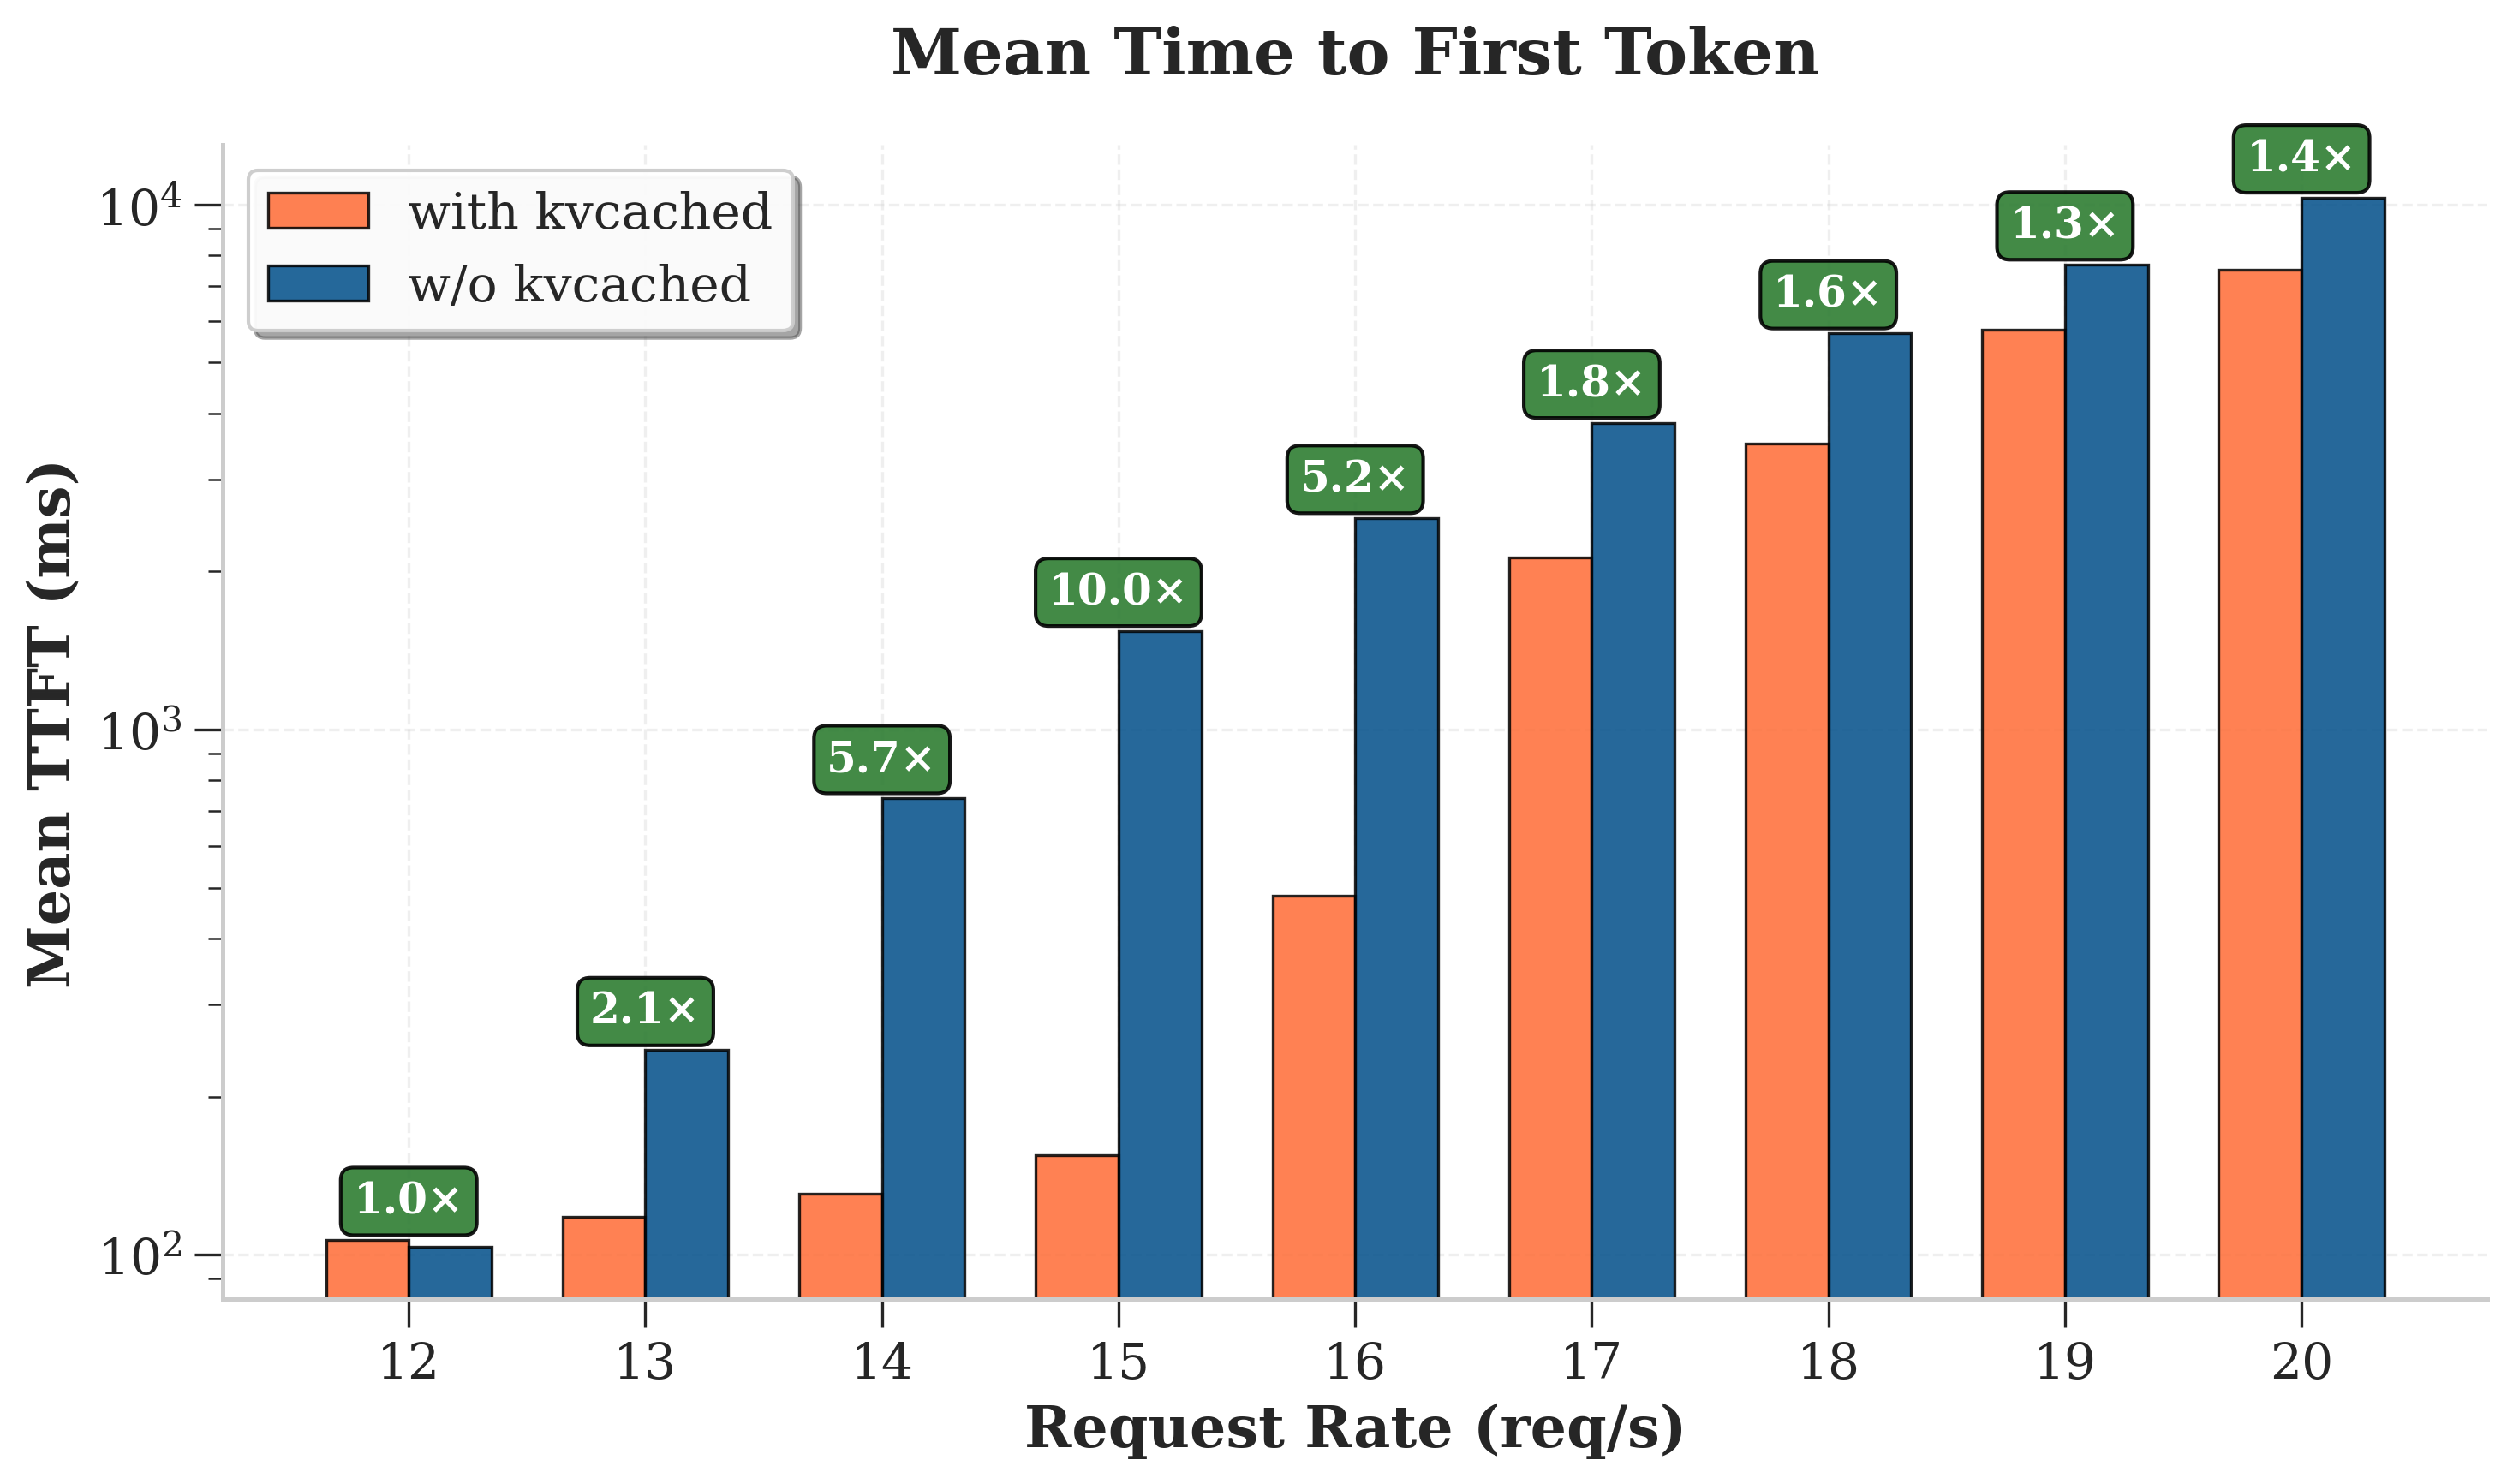 Mean Time to First Token
with kvcached
w/o kvcached
Mean TTFT (ms)
10⁴
10³
10²
1.0×
2.1×
5.7×
10.0×
5.2×
1.8×
1.6×
1.3×
1.4×
12 13 14 15 16 17 18 19 20
Request Rate (req/s)